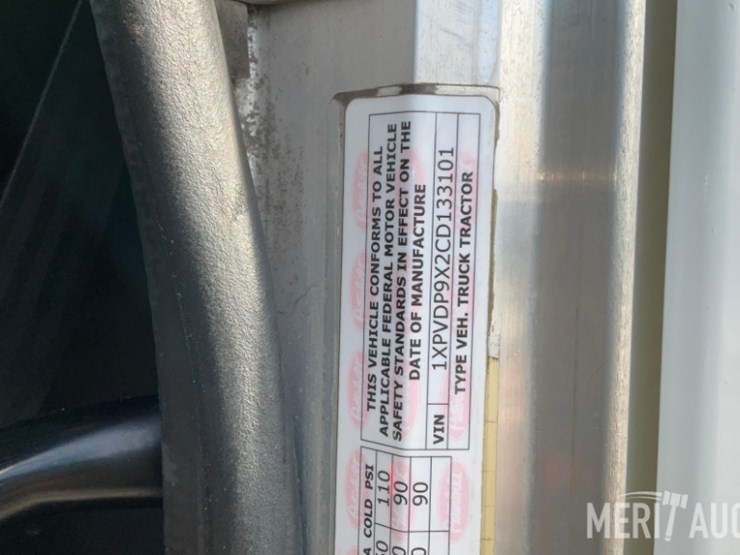 THIS VEHICLE CONFORMS TO ALL
APPLICABLE FEDERAL MOTOR VEHICLE
SAFETY STANDARDS IN EFFECT ON THE
DATE OF MANUFACTURE
VIN 1XPVDP9X2CD133101
TYPE VEH. TRUCK TRACTOR
COLD PSI
110
90
90
MERIT AUC